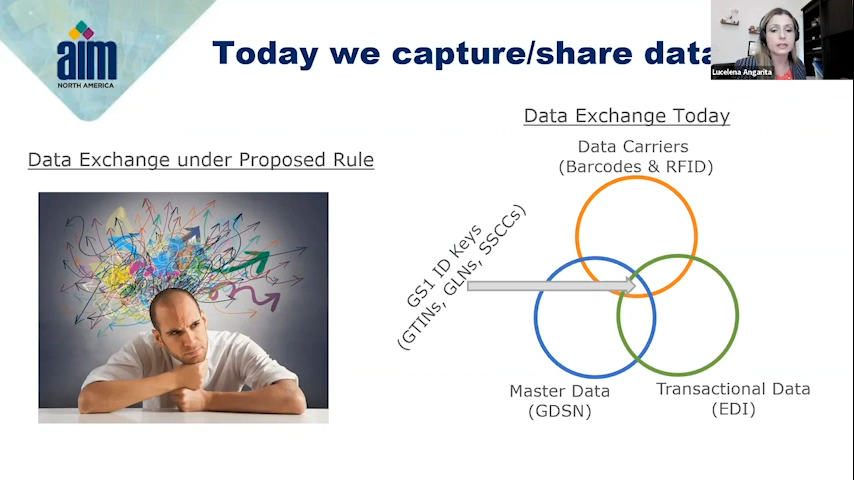 aim
NORTH AMERICA
Today we capture/share data
Lucelena Angarita
Data Exchange under Proposed Rule
Data Exchange Today
Data Carriers
(Barcodes & RFID)
GS1 ID Keys
(GTINs, GLNs, SSCCs)
Master Data
(GDSN)
Transactional Data
(EDI)